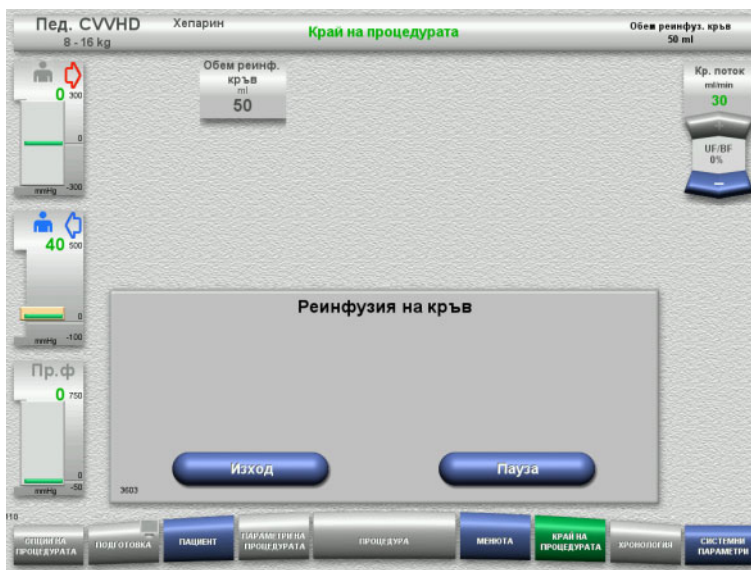 Пед. CVVHD
8 - 16 kg
Хепарин
Край на процедурата
Обем реинфуз. кръв
50 ml
0
300
0
mmHg
-300
Обем реинф.
кръв
ml
50
Кр. поток
ml/min
30
UF/BF
0%
40
500
mmHg
-100
Пр.ф
0
750
0
mmHg
-50
Реинфузия на кръв
Изход
Пауза
3603
ОПЦИИ НА
ПРОЦЕДУРАТА
ПОДГОТОВКА
ПАЦИЕНТ
ПАРАМЕТРИ НА
ПРОЦЕДУРАТА
ПРОЦЕДУРА
МЕНЮТА
КРАЙ НА
ПРОЦЕДУРАТА
ХРОНОЛОГИЯ
СИСТЕМНИ
ПАРАМЕТРИ